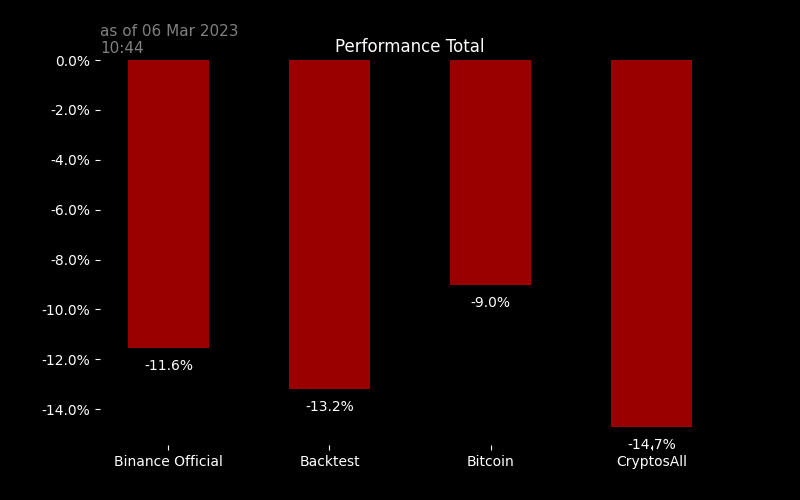 as of 06 Mar 2023
10:44
Performance Total
0.0%
-2.0%
-4.0%
-6.0%
-8.0%
-10.0%
-12.0%
-14.0%
-11.6%
-13.2%
-9.0%
-14.7%
Binance Official
Backtest
Bitcoin
CryptosAll